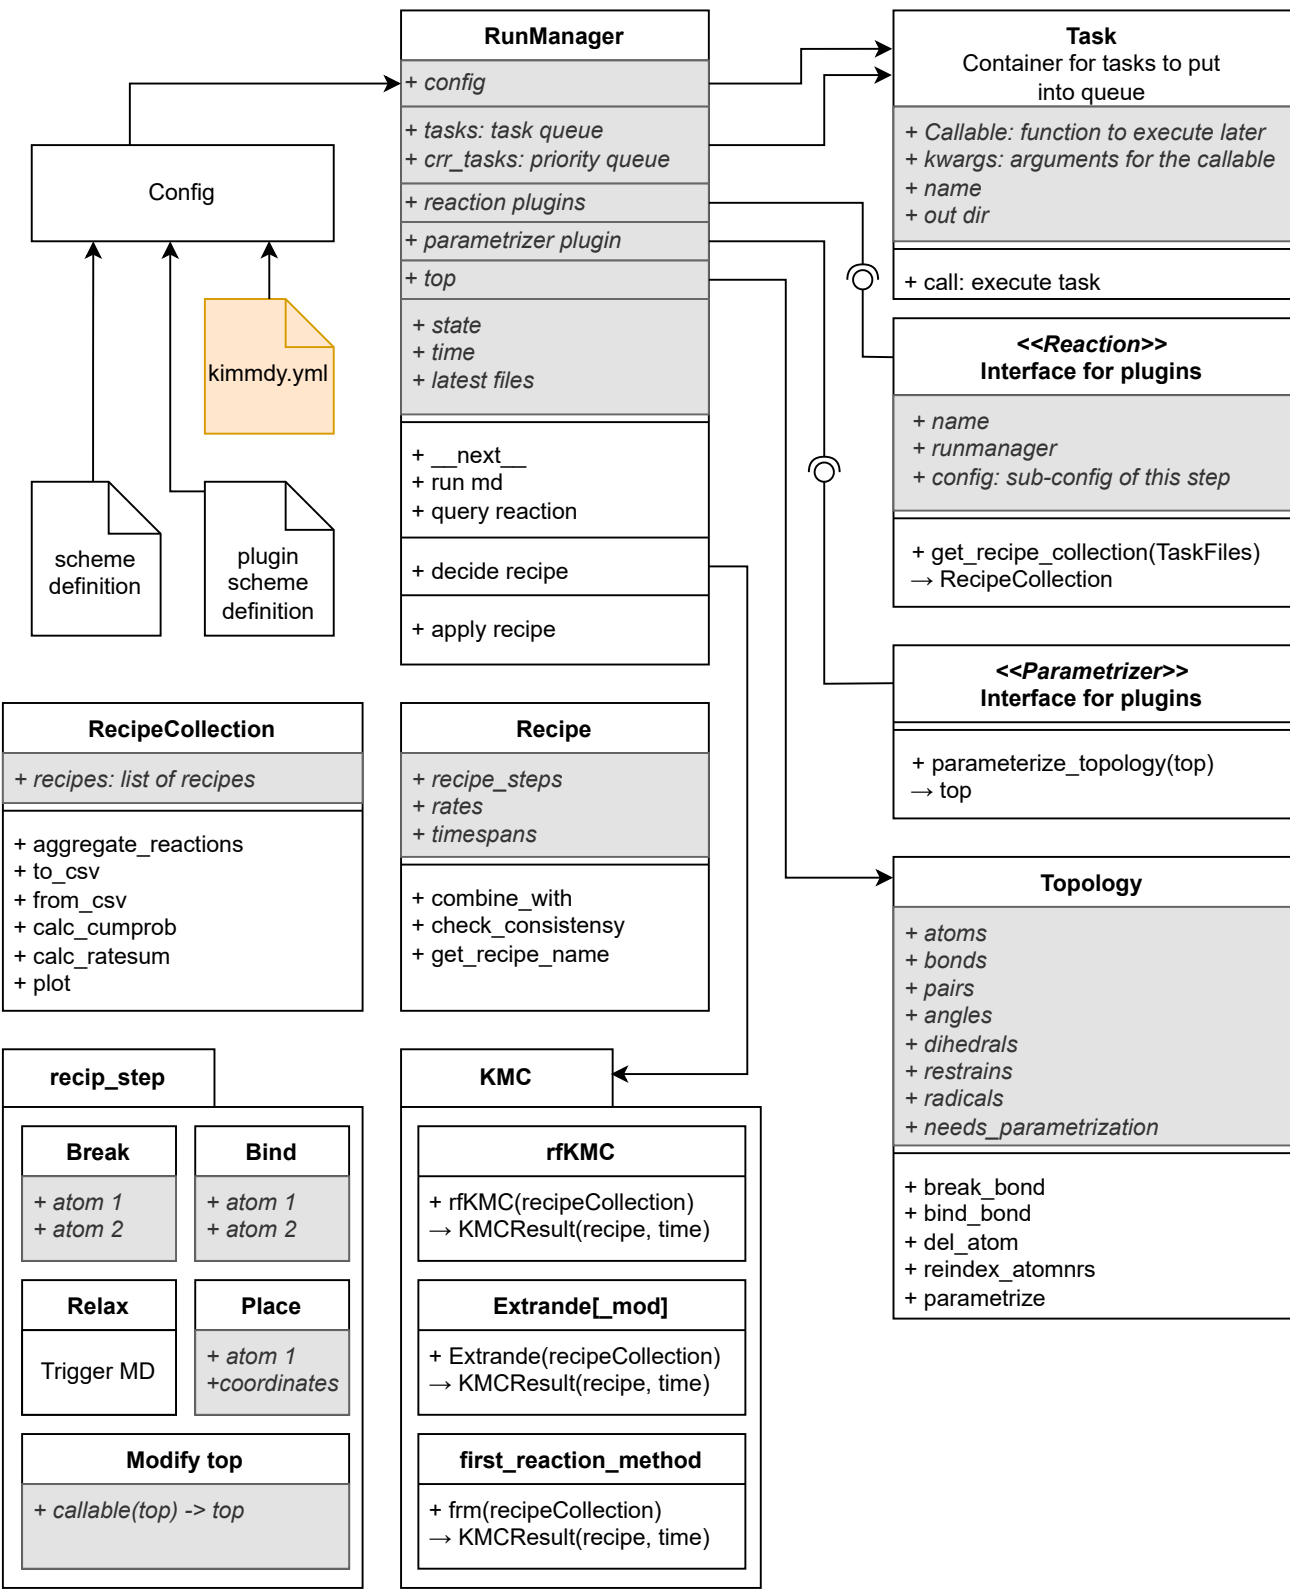 RunManager
+ config
+ tasks: task queue
+ crr_tasks: priority queue
+ reaction plugins
+ parametrizer plugin
+ top
+ state
+ time
+ latest files
+ __next__
+ run md
+ query reaction
+ decide recipe
+ apply recipe
Task
Container for tasks to put
into queue
+ Callable: function to execute later
+ kwargs: arguments for the callable
+ name
+ out dir
+ call: execute task
Config
kimmdy.yml
scheme
definition
plugin
scheme
definition
<<Reaction>>
Interface for plugins
+ name
+ runmanager
+ config: sub-config of this step
+ get_recipe_collection(TaskFiles)
→ RecipeCollection
<<Parametrizer>>
Interface for plugins
+ parameterize_topology(top)
→ top
RecipeCollection
+ recipes: list of recipes
+ aggregate_reactions
+ to_csv
+ from_csv
+ calc_cumprob
+ calc_ratesum
+ plot
Recipe
+ recipe_steps
+ rates
+ timespans
+ combine_with
+ check_consistensy
+ get_recipe_name
Topology
+ atoms
+ bonds
+ pairs
+ angles
+ dihedrals
+ restrains
+ radicals
+ needs_parametrization
+ break_bond
+ bind_bond
+ del_atom
+ reindex_atomnrs
+ parametrize
recip_step
Break
+ atom 1
+ atom 2
Bind
+ atom 1
+ atom 2
Relax
Trigger MD
Place
+ atom 1
+coordinates
Modify top
+ callable(top) -> top
KMC
rfKMC
+ rfKMC(recipeCollection)
→ KMCResult(recipe, time)
Extrande[_mod]
+ Extrande(recipeCollection)
→ KMCResult(recipe, time)
first_reaction_method
+ frm(recipeCollection)
→ KMCResult(recipe, time)